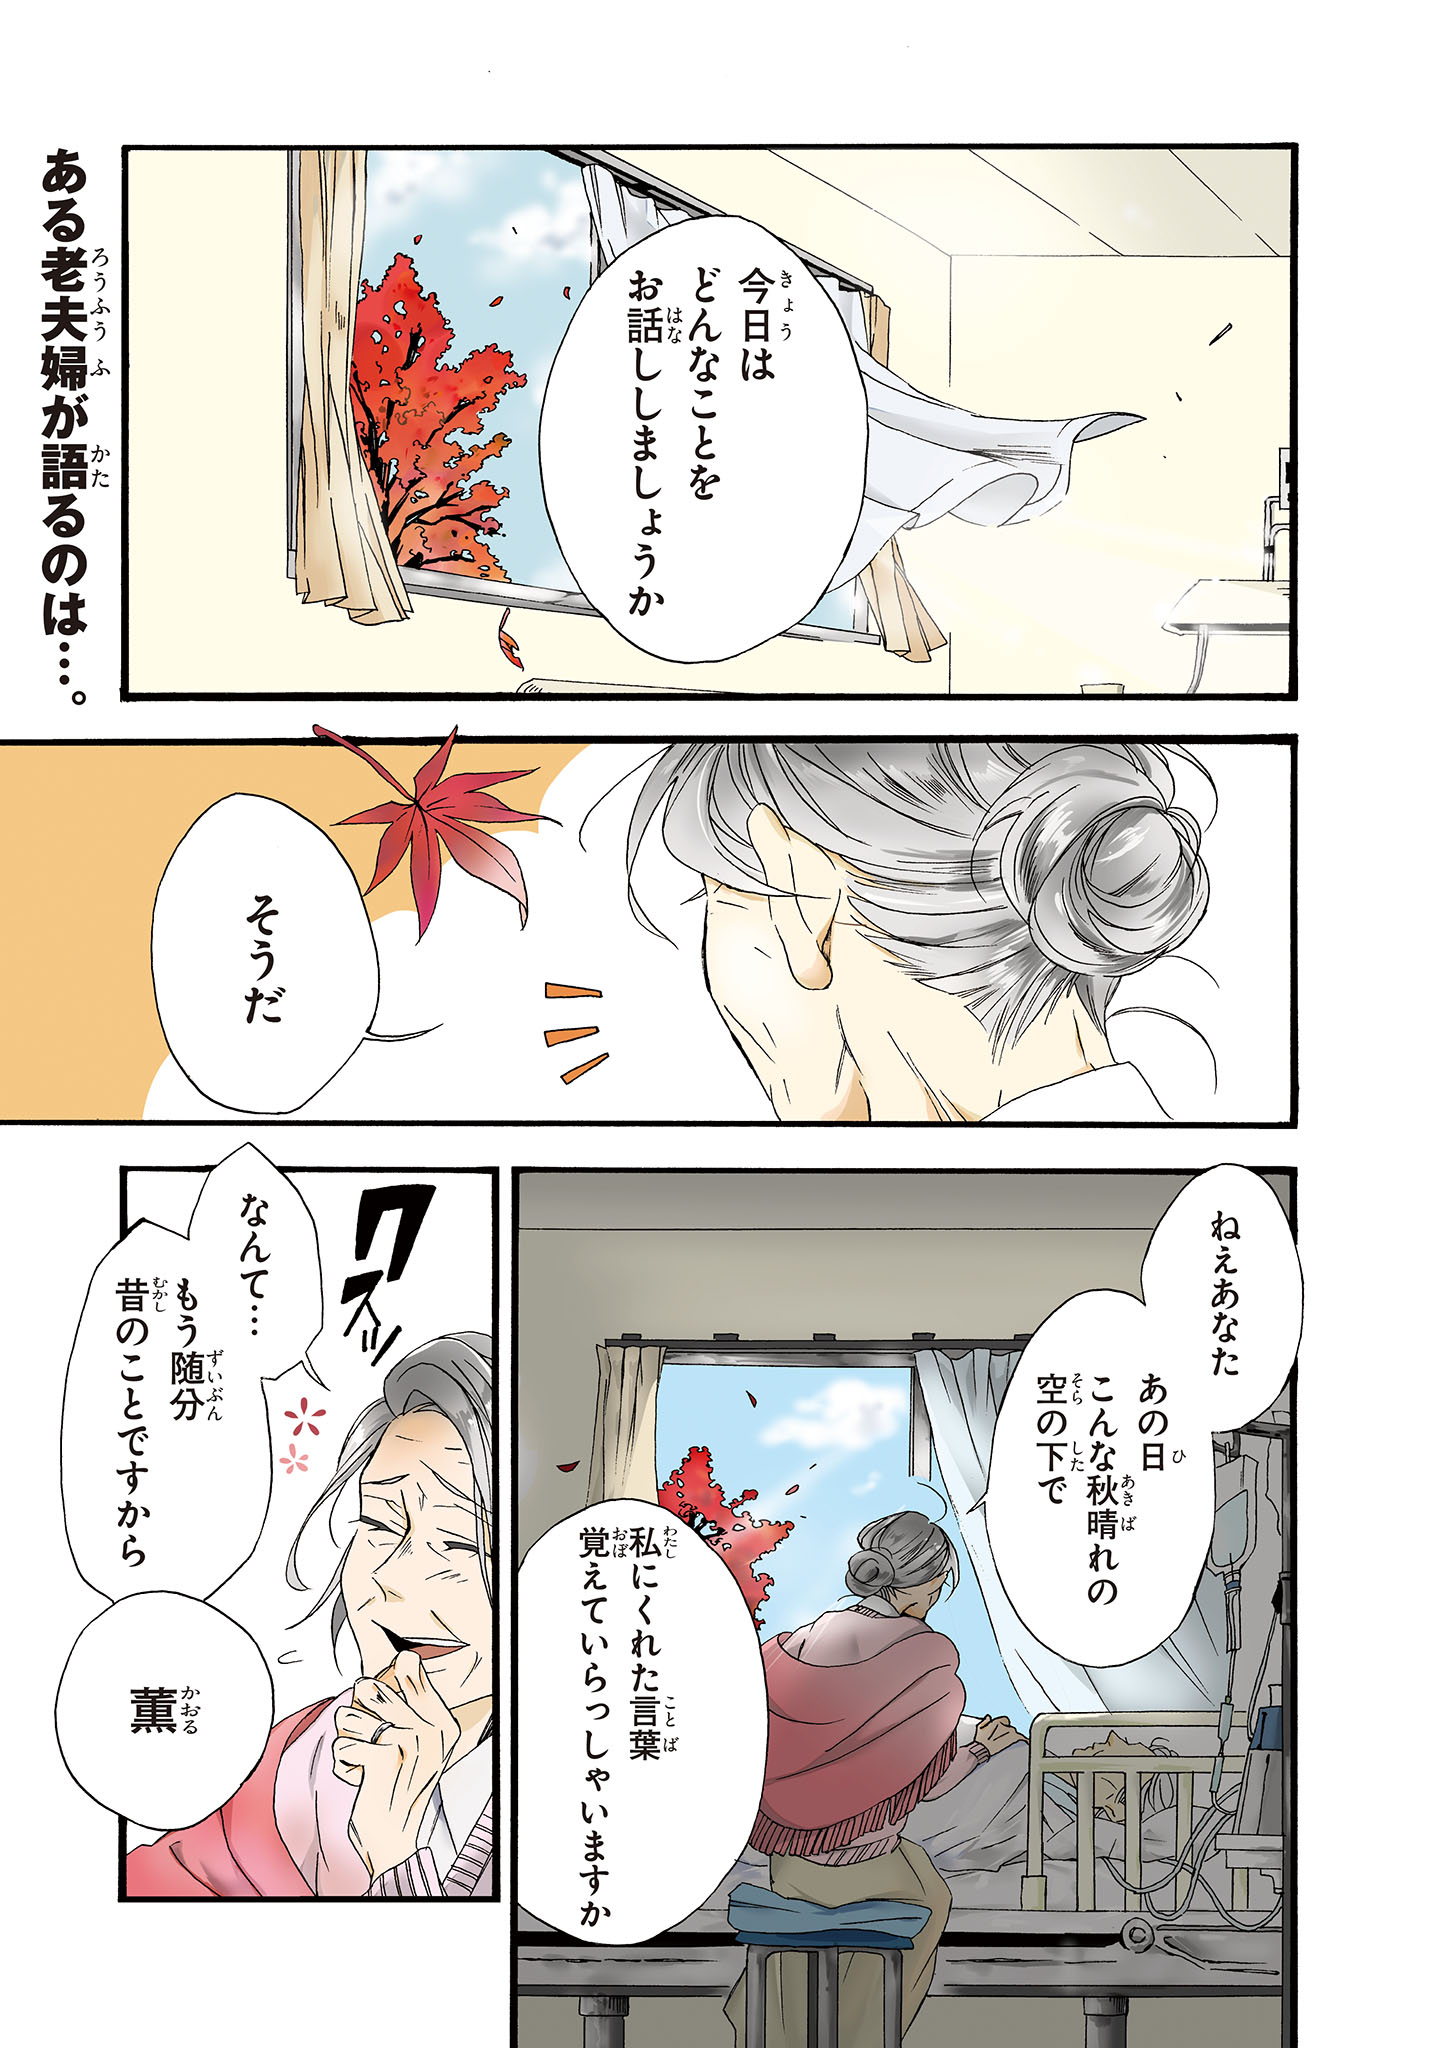 今日は
どんなことを
お話ししましょうか
ある老夫婦が語るのは…。
そうだ
ねえあなた
あの日
こんな秋晴れの
空の下で
私にくれた言葉
覚えていらっしゃいますか
クスッ
なんて…
もう随分
昔のことですから
薫